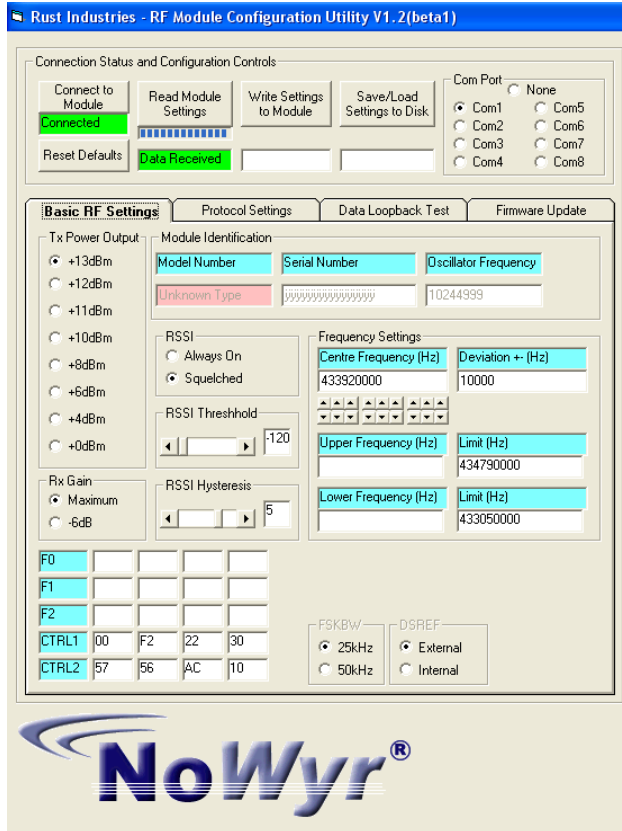 Rust Industries - RF Module Configuration Utility V1.2(beta1)
Connection Status and Configuration Controls
Connect to Module
Read Module Settings
Write Settings to Module
Save/Load Settings to Disk
Connected
Reset Defaults
Data Received
Com Port
None
Com1
Com5
Com2
Com6
Com3
Com7
Com4
Com8
Basic RF Settings
Protocol Settings
Data Loopback Test
Firmware Update
Tx Power Output
+13dBm
+12dBm
+11dBm
+10dBm
+8dBm
+6dBm
+4dBm
+0dBm
Module Identification
Model Number
Serial Number
Oscillator Frequency
Unknown Type
10244999
RSSI
Always On
Squelched
RSSI Threshhold
-120
RSSI Hysteresis
5
Frequency Settings
Centre Frequency (Hz)
Deviation +- (Hz)
433920000
10000
Upper Frequency (Hz)
Limit (Hz)
434790000
Lower Frequency (Hz)
Limit (Hz)
433050000
Rx Gain
Maximum
-6dB
F0
F1
F2
CTRL1 00 F2 22 30
CTRL2 57 56 AC 10
FSKBW
25kHz
50kHz
DSREF
External
Internal
NoWyr®